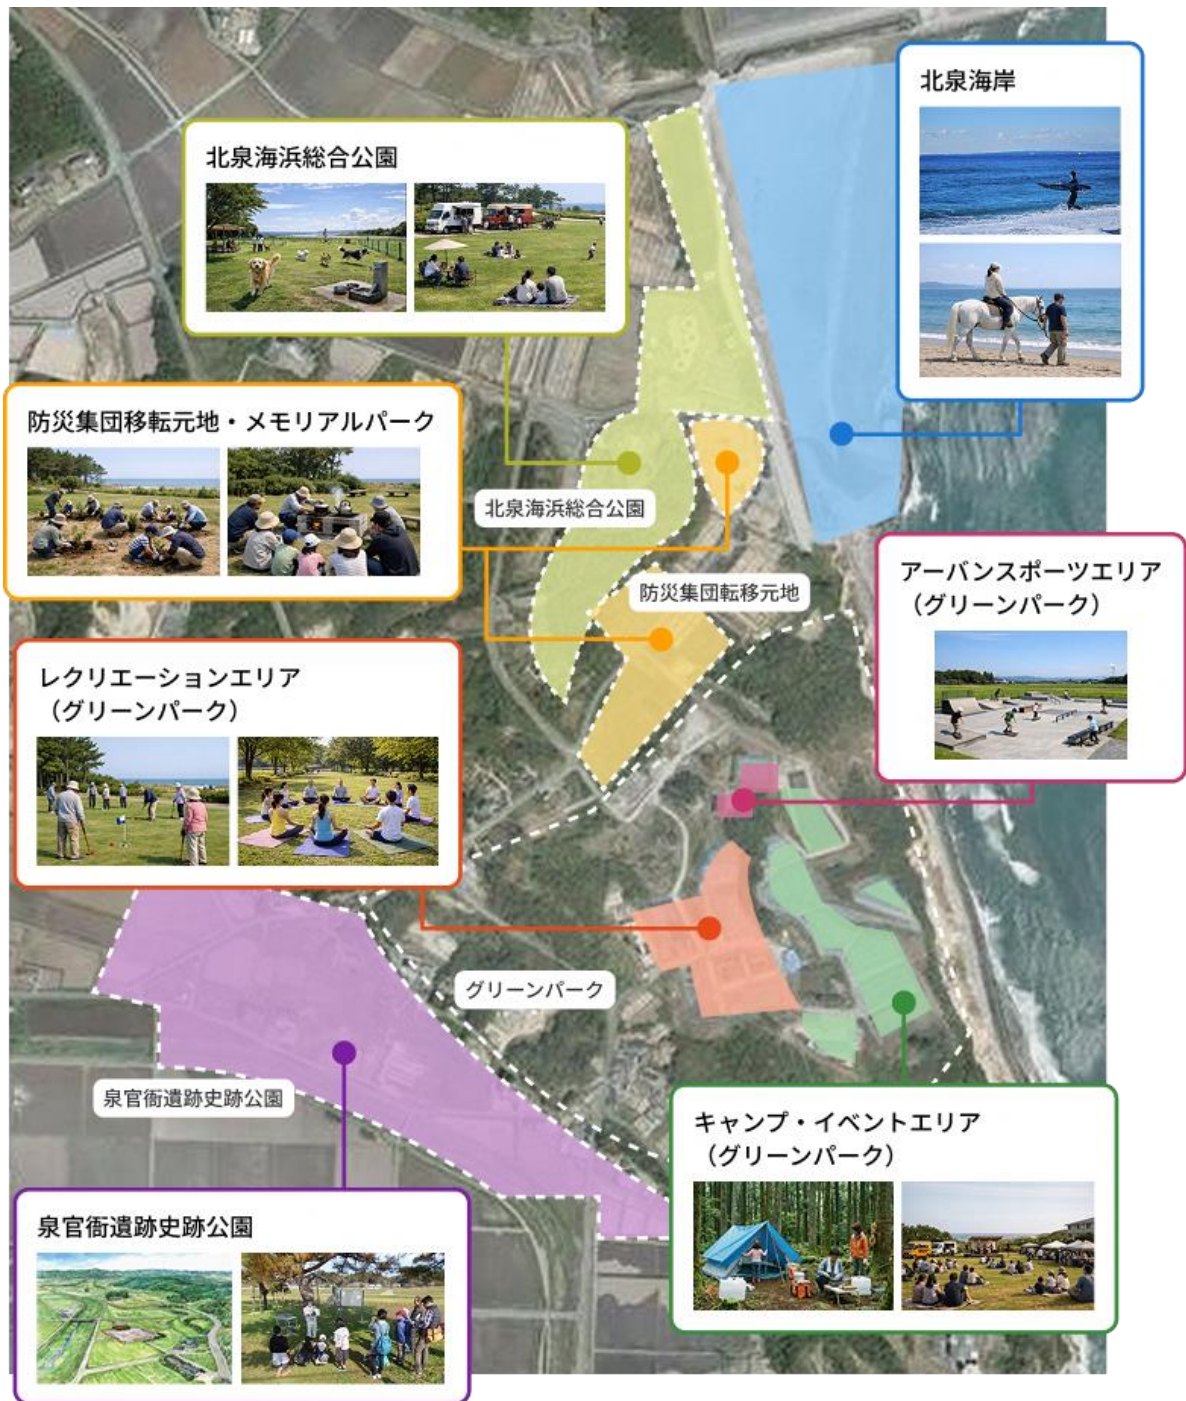 北泉海岸
北泉海浜総合公園
防災集団移転元地・メモリアルパーク
北泉海浜総合公園
アーバンスポーツエリア
（グリーンパーク）
防災集団転移元地
レクリエーションエリア
（グリーンパーク）
グリーンパーク
泉官衙遺跡史跡公園
キャンプ・イベントエリア
（グリーンパーク）
泉官衙遺跡史跡公園